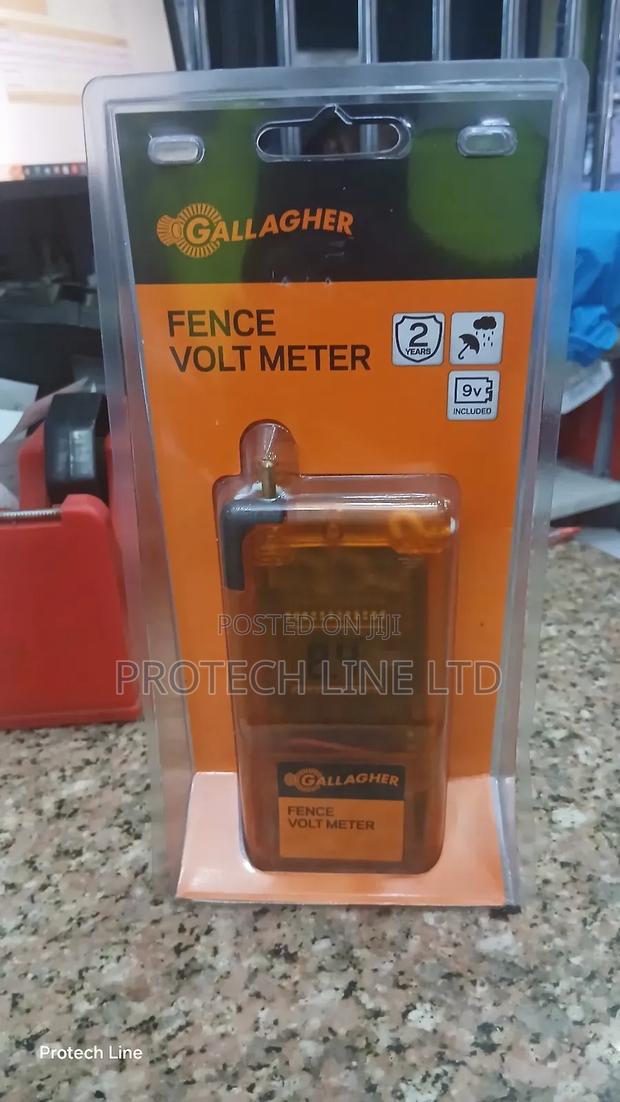 GALLAGHER
FENCE
VOLT METER
2
YEARS
9v
INCLUDED
POSTED ON JIJI
PROTECH LINE LTD
GALLAGHER
FENCE
VOLT METER
Protech Line